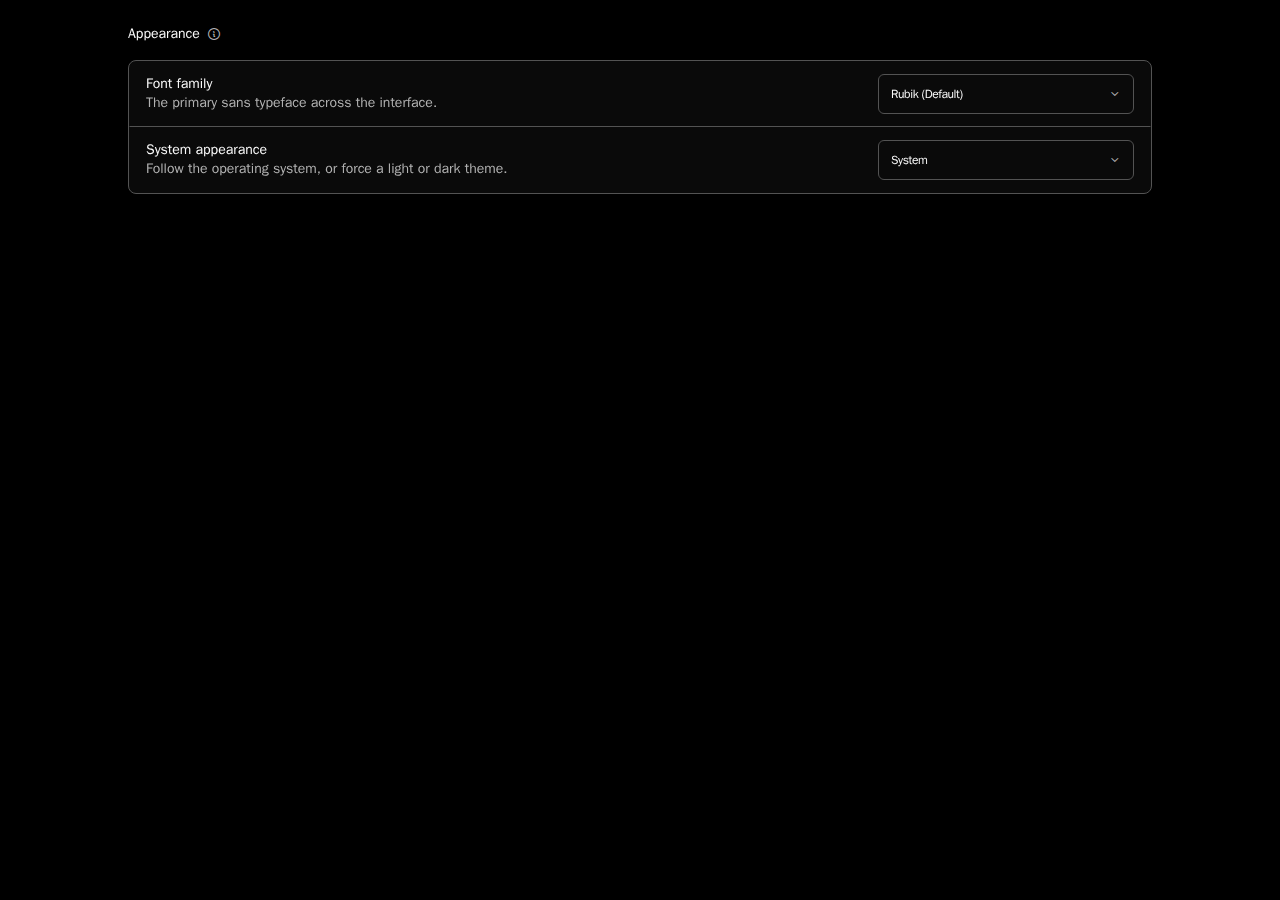 Appearance
Font family
The primary sans typeface across the interface.
Rubik (Default)
System appearance
Follow the operating system, or force a light or dark theme.
System